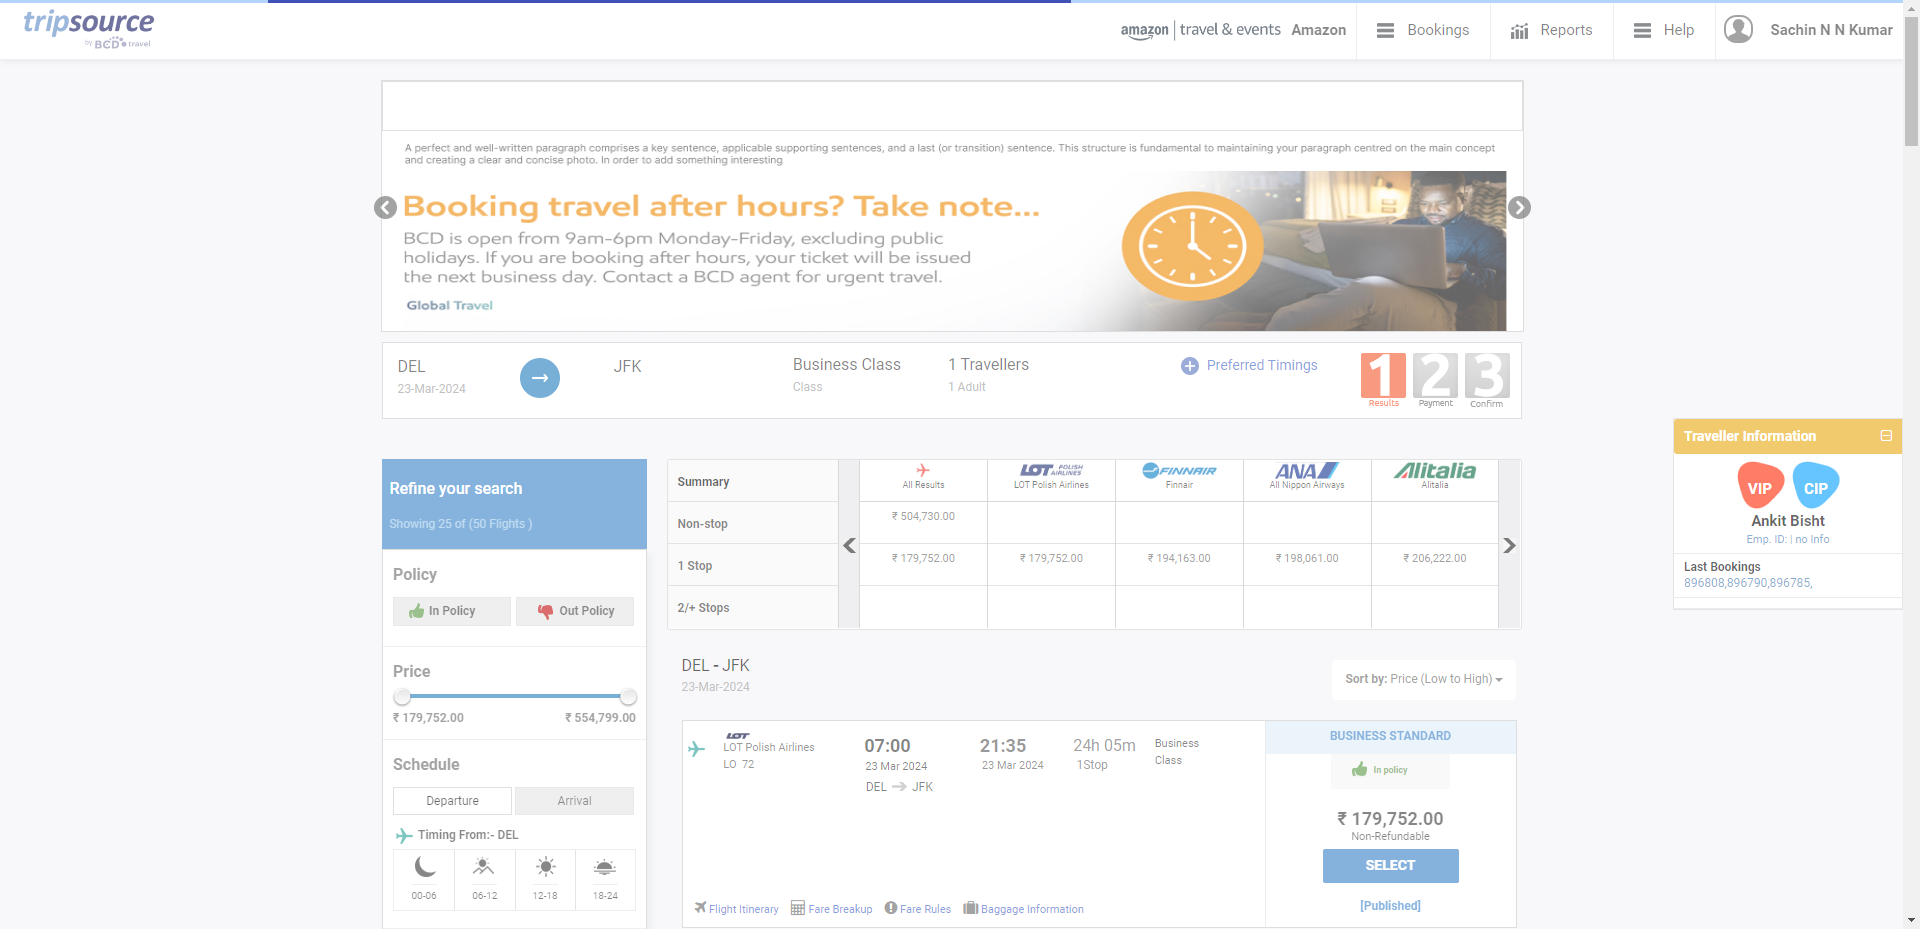 tripsource
by BCD travel
amazon | travel & events Amazon
Bookings
Reports
Help
Sachin N N Kumar
A perfect and well-written paragraph comprises a key sentence, applicable supporting sentences, and a last (or transition) sentence. This structure is fundamental to maintaining your paragraph centred on the main concept
and creating a clear and concise photo. In order to add something interesting
Booking travel after hours? Take note...
BCD is open from 9am-6pm Monday-Friday, excluding public
holidays. If you are booking after hours, your ticket will be issued
the next business day. Contact a BCD agent for urgent travel.
Global Travel
DEL
23-Mar-2024
JFK
Business Class
Class
1 Travellers
1 Adult
Preferred Timings
1 2 3
Results Payment Confirm
Traveller Information
VIP CIP
Ankit Bisht
Emp. ID: | no Info
Last Bookings
896808,896790,896785,
Refine your search
Showing 25 of (50 Flights )
Policy
In Policy
Out Policy
Price
₹ 179,752.00
₹ 554,799.00
Schedule
Departure
Arrival
Timing From:- DEL
00-06
06-12
12-18
18-24
Summary
All Results
LOT POLISH AIRLINES
LOT Polish Airlines
FINNAIR
Finnair
ANA
All Nippon Airways
Alitalia
Alitalia
Non-stop
₹ 504,730.00
1 Stop
₹ 179,752.00
₹ 179,752.00
₹ 194,163.00
₹ 198,061.00
₹ 206,222.00
2/+ Stops
DEL - JFK
23-Mar-2024
Sort by: Price (Low to High)
LOT
LOT Polish Airlines
LO 72
07:00
23 Mar 2024
DEL JFK
21:35
23 Mar 2024
24h 05m
1Stop
Business
Class
BUSINESS STANDARD
In policy
₹ 179,752.00
Non-Refundable
SELECT
[Published]
Flight Itinerary
Fare Breakup
Fare Rules
Baggage Information